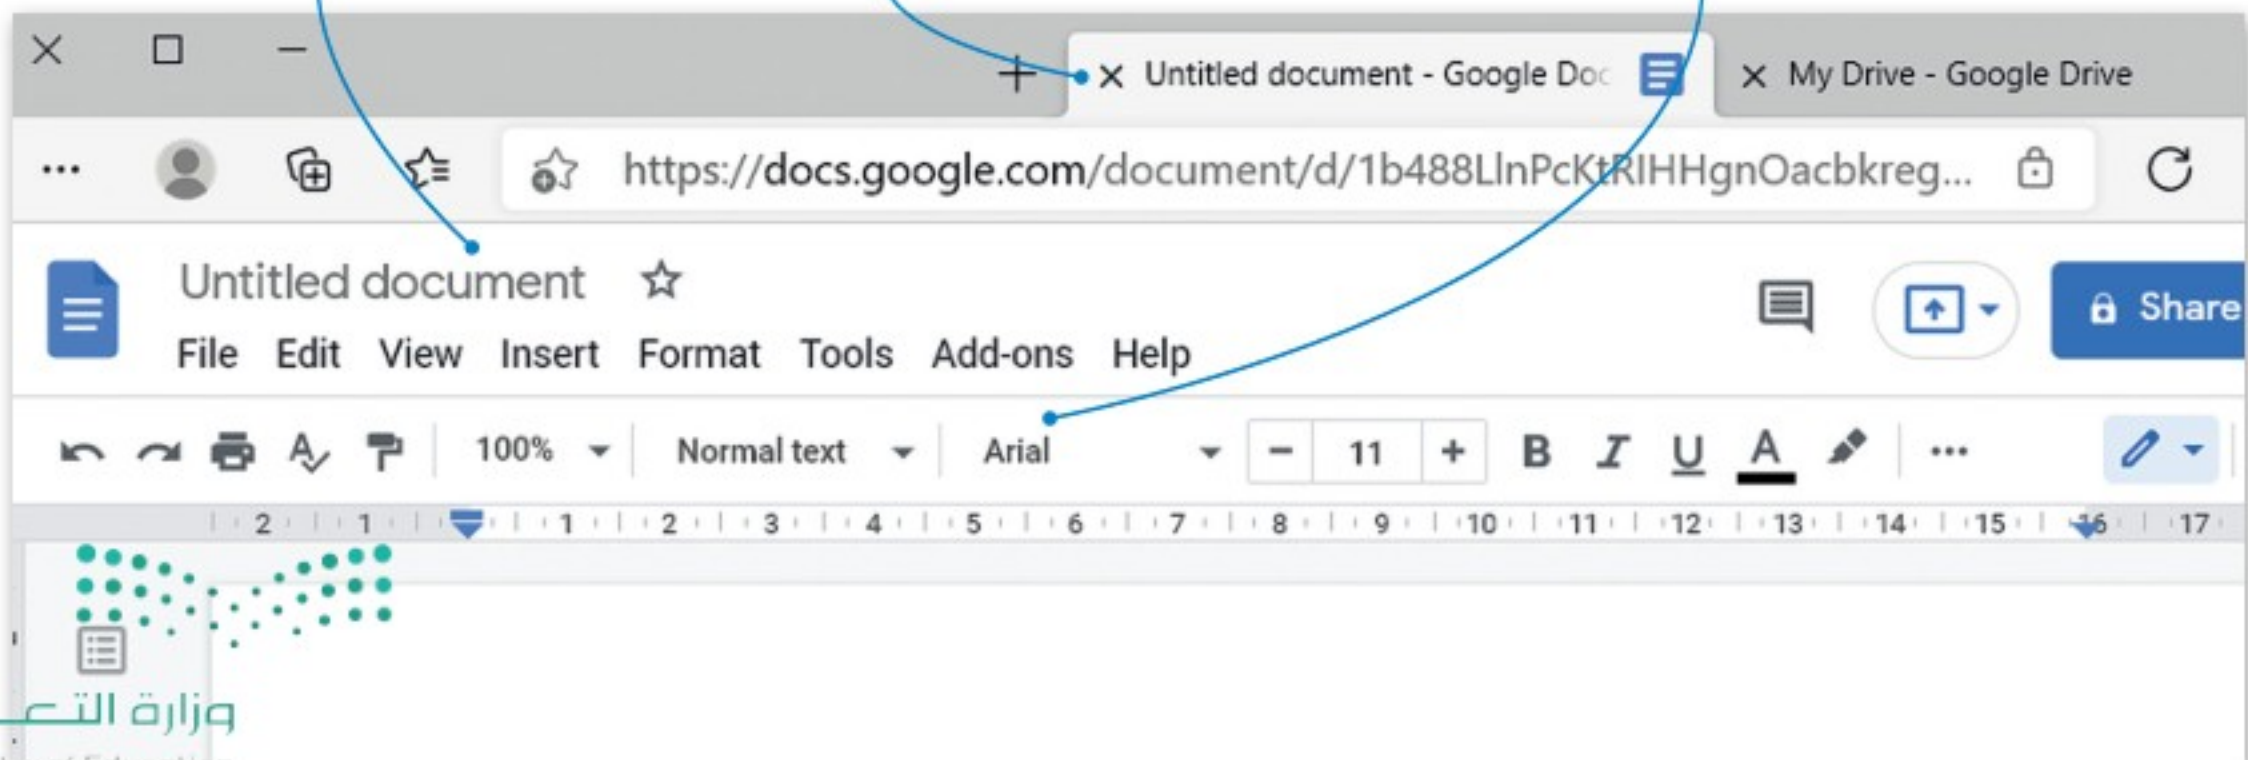 Untitled document - Google Doc
My Drive - Google Drive
https://docs.google.com/document/d/1b488LlnPcKtRIHHgnOacbkreg...
Untitled document
Share
File Edit View Insert Format Tools Add-ons Help
100% Normal text Arial - 11 + B I U A ...
2 1 1 2 3 4 5 6 7 8 9 10 11 12 13 14 15 16 17
وزارة التعـ